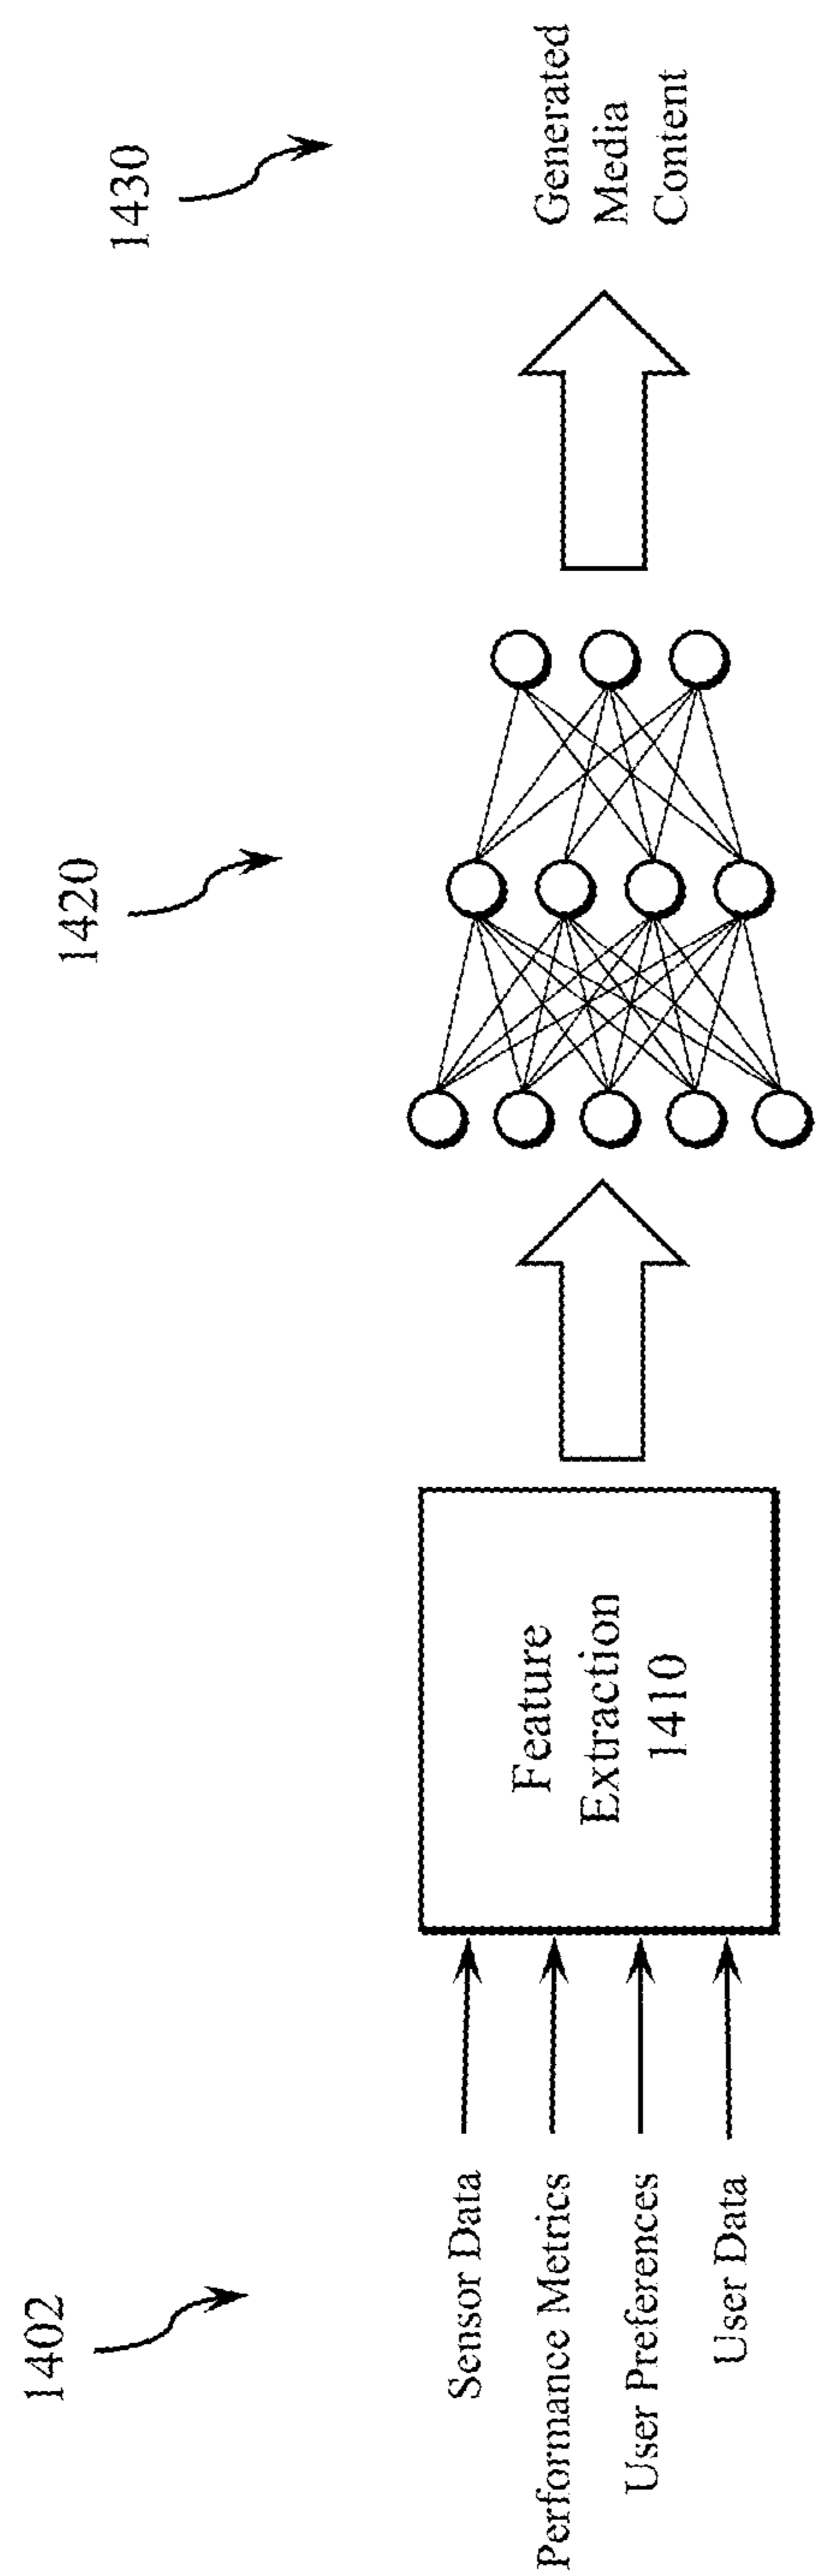 1402
1420
1430
Sensor Data
Performance Metrics
User Preferences
User Data
Feature
Extraction
1410
Generated
Media
Content